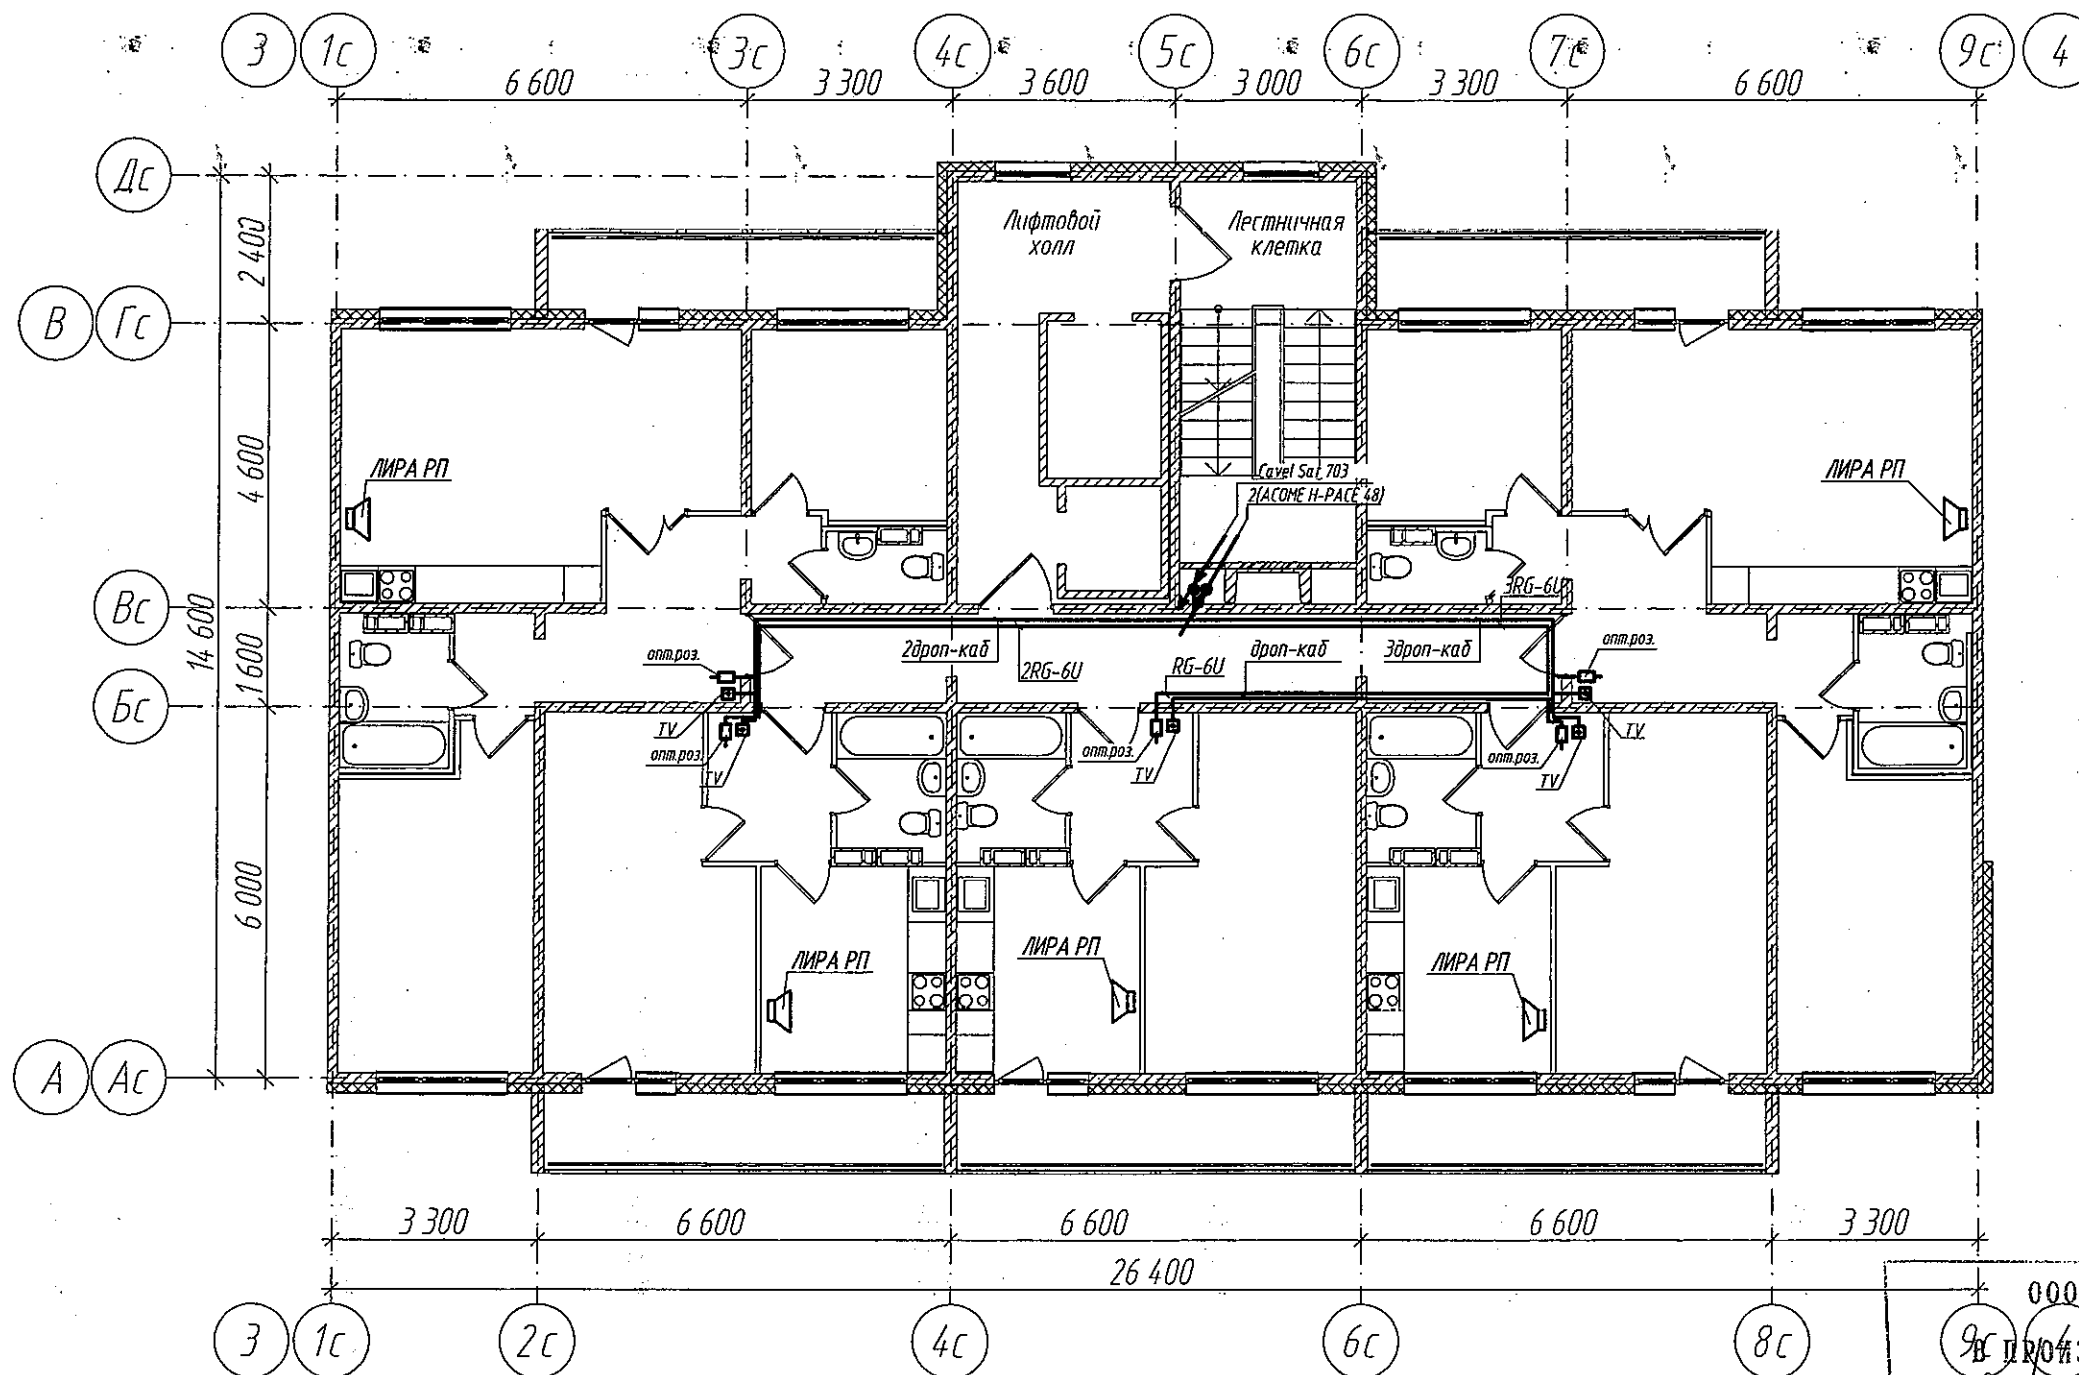 3 1с 3с 4с 5с 6с 7с 9с 4
6 600 3 300 3 600 3 000 3 300 6 600
Дс
2 400
Лифтовой
холл
Лестничная
клетка
В Гс
4 600
14 600
ЛИРА РП
Cavel Sat 703
2(ACOME H-PACE 48)
ЛИРА РП
Вс
3RG-6U
1600
опт.роз.
2дроп-каб
2RG-6U
RG-6U
дроп-каб
3дроп-каб
опт.роз.
Бс
TV
опт.роз.
TV
опт.роз.
TV
опт.роз.
TV
TV
6 000
ЛИРА РП
ЛИРА РП
ЛИРА РП
А Ас
3 300 6 600 6 600 6 600 3 300
26 400
ООО
3 1с 2с 4с 6с 8с 9с 4